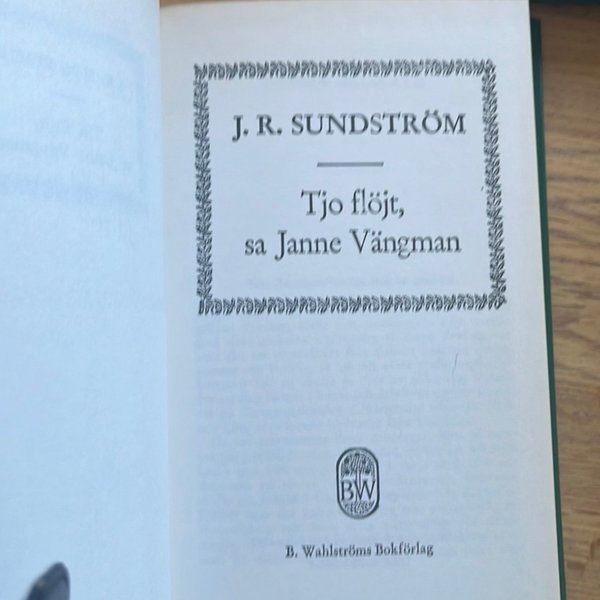 J. R. SUNDSTRÖM
Tjo flöjt,
sa Janne Vängman
BW
B. Wahlströms Bokförlag